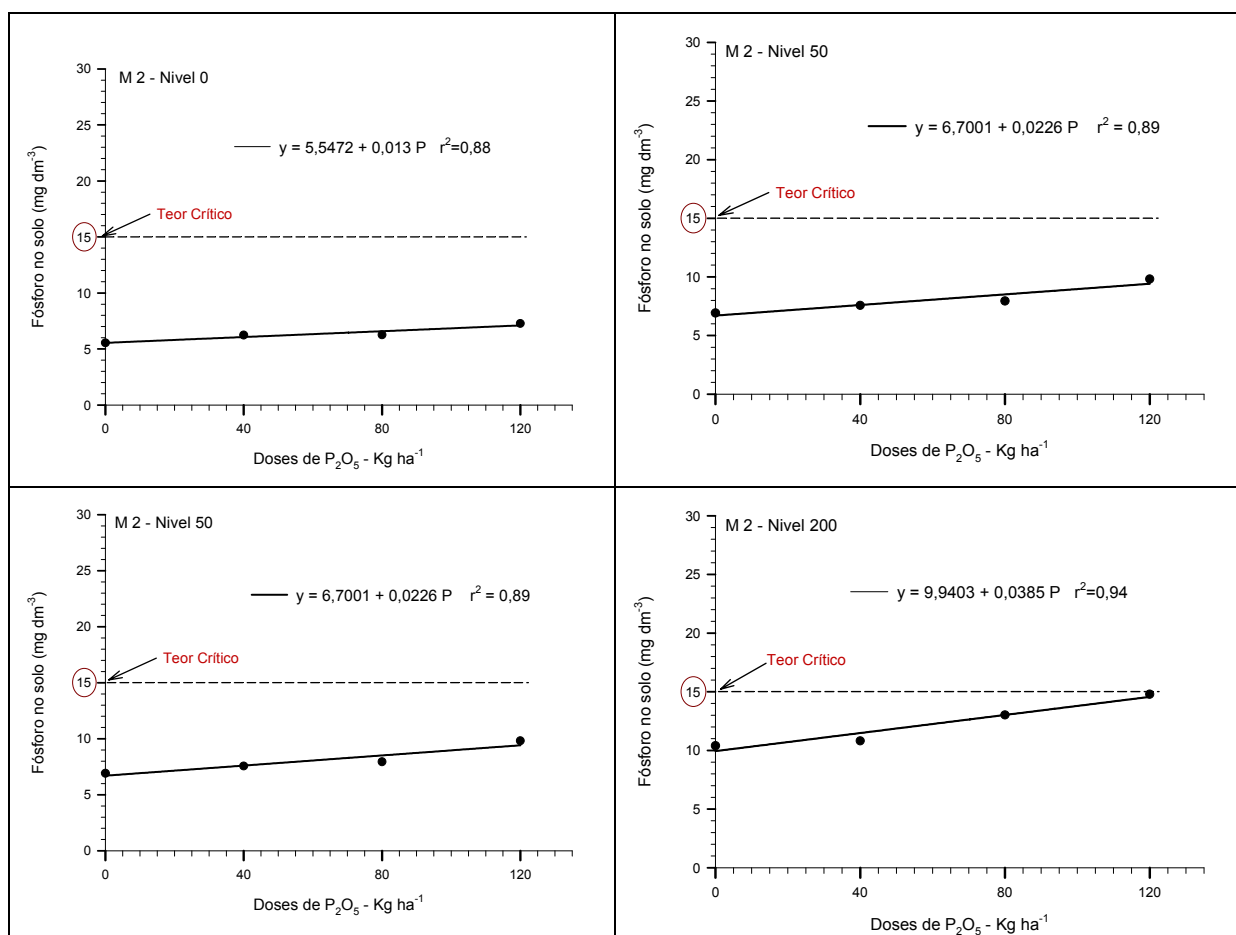 M 2 - Nivel 0
30
25
20
15
10
5
0
y = 5,5472 + 0,013 P r²=0,88
Teor Crítico
Fósforo no solo (mg dm⁻³)
0 40 80 120
Doses de P₂O₅ - Kg ha⁻¹
M 2 - Nivel 50
30
25
20
15
10
5
0
y = 6,7001 + 0,0226 P r² = 0,89
Teor Crítico
Fósforo no solo (mg dm⁻³)
0 40 80 120
Doses de P₂O₅ - Kg ha⁻¹
M 2 - Nivel 50
30
25
20
15
10
5
0
y = 6,7001 + 0,0226 P r² = 0,89
Teor Crítico
Fósforo no solo (mg dm⁻³)
0 40 80 120
Doses de P₂O₅ - Kg ha⁻¹
M 2 - Nivel 200
30
25
20
15
10
5
0
y = 9,9403 + 0,0385 P r²=0,94
Teor Crítico
Fósforo no solo (mg dm⁻³)
0 40 80 120
Doses de P₂O₅ - Kg ha⁻¹